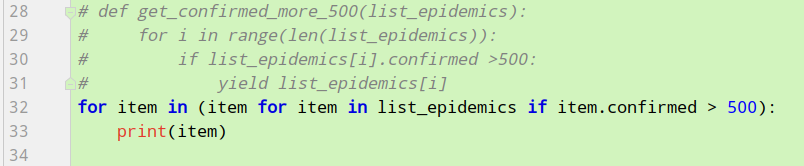 28 # def get_confirmed_more_500(list_epidemics):
29 #     for i in range(len(list_epidemics)):
30 #         if list_epidemics[i].confirmed >500:
31 #             yield list_epidemics[i]
32 for item in (item for item in list_epidemics if item.confirmed > 500):
33     print(item)
34